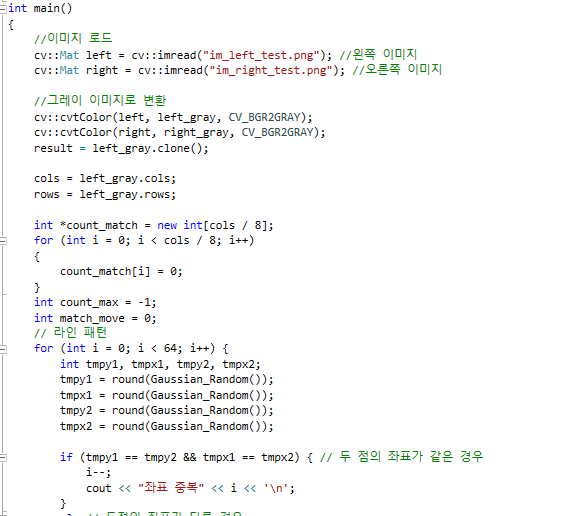 int main()
{
//이미지 로드
cv::Mat left = cv::imread("im_left_test.png"); //왼쪽 이미지
cv::Mat right = cv::imread("im_right_test.png"); //오른쪽 이미지
//그레이 이미지로 변환
cv::cvtColor(left, left_gray, CV_BGR2GRAY);
cv::cvtColor(right, right_gray, CV_BGR2GRAY);
result = left_gray.clone();
cols = left_gray.cols;
rows = left_gray.rows;
int *count_match = new int[cols / 8];
for (int i = 0; i < cols / 8; i++)
{
count_match[i] = 0;
}
int count_max = -1;
int match_move = 0;
// 라인 패턴
for (int i = 0; i < 64; i++) {
int tmpy1, tmpx1, tmpy2, tmpx2;
tmpy1 = round(Gaussian_Random());
tmpx1 = round(Gaussian_Random());
tmpy2 = round(Gaussian_Random());
tmpx2 = round(Gaussian_Random());
if (tmpy1 == tmpy2 && tmpx1 == tmpx2) { // 두 점의 좌표가 같은 경우
i--;
cout << "좌표 중복" << i << '\n';
}